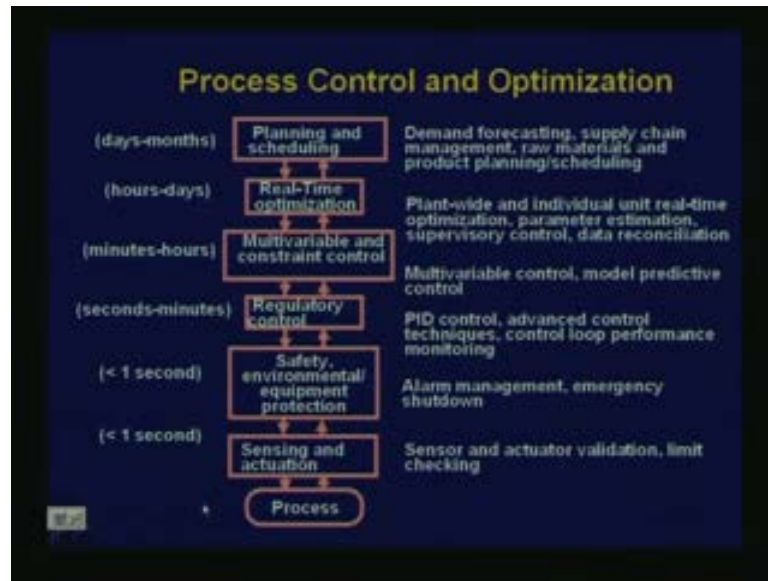 Process Control and Optimization
(days-months)
Planning and
scheduling
Demand forecasting, supply chain
management, raw materials and
product planning/scheduling
(hours-days)
Real-Time
optimization
Plant-wide and individual unit real-time
optimization, parameter estimation,
supervisory control, data reconciliation
(minutes-hours)
Multivariable and
constraint control
Multivariable control, model predictive
control
(seconds-minutes)
Regulatory
control
PID control, advanced control
techniques, control loop performance
monitoring
(< 1 second)
Safety,
environmental/
equipment
protection
Alarm management, emergency
shutdown
(< 1 second)
Sensing and
actuation
Sensor and actuator validation, limit
checking
Process